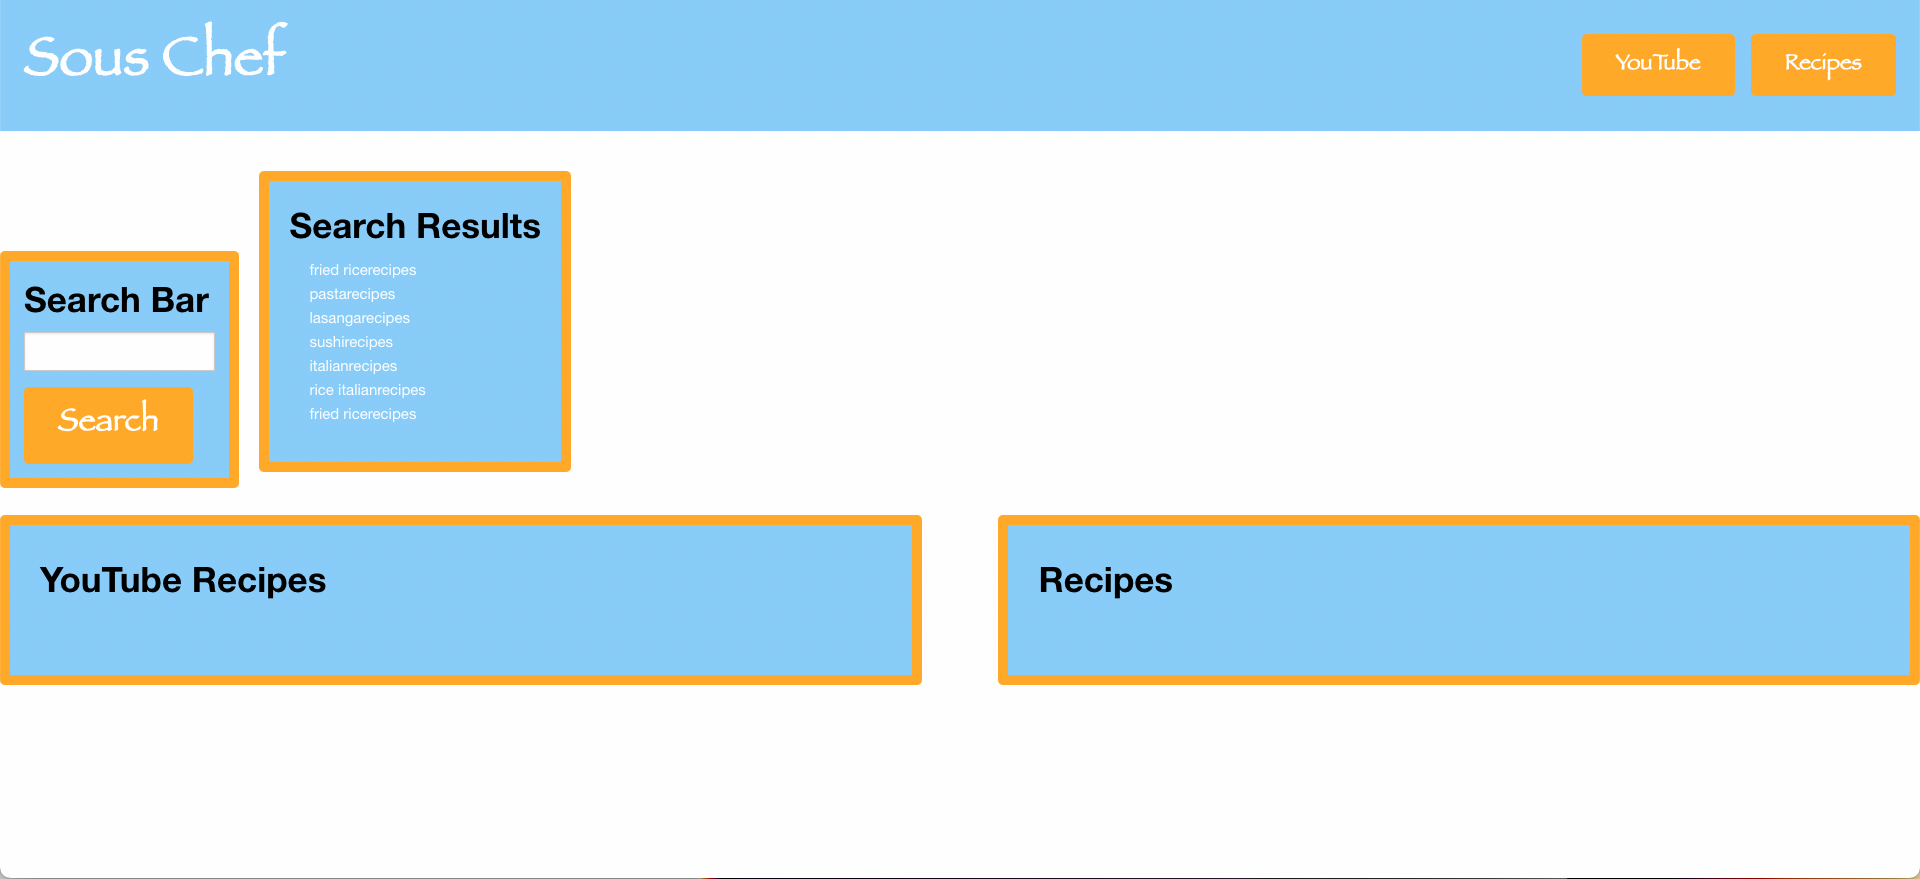 Sous Chef
YouTube
Recipes
Search Results
fried ricerecipes
pastarecipes
lasangarecipes
sushirecipes
italianrecipes
rice italianrecipes
fried ricerecipes
Search Bar
Search
YouTube Recipes
Recipes